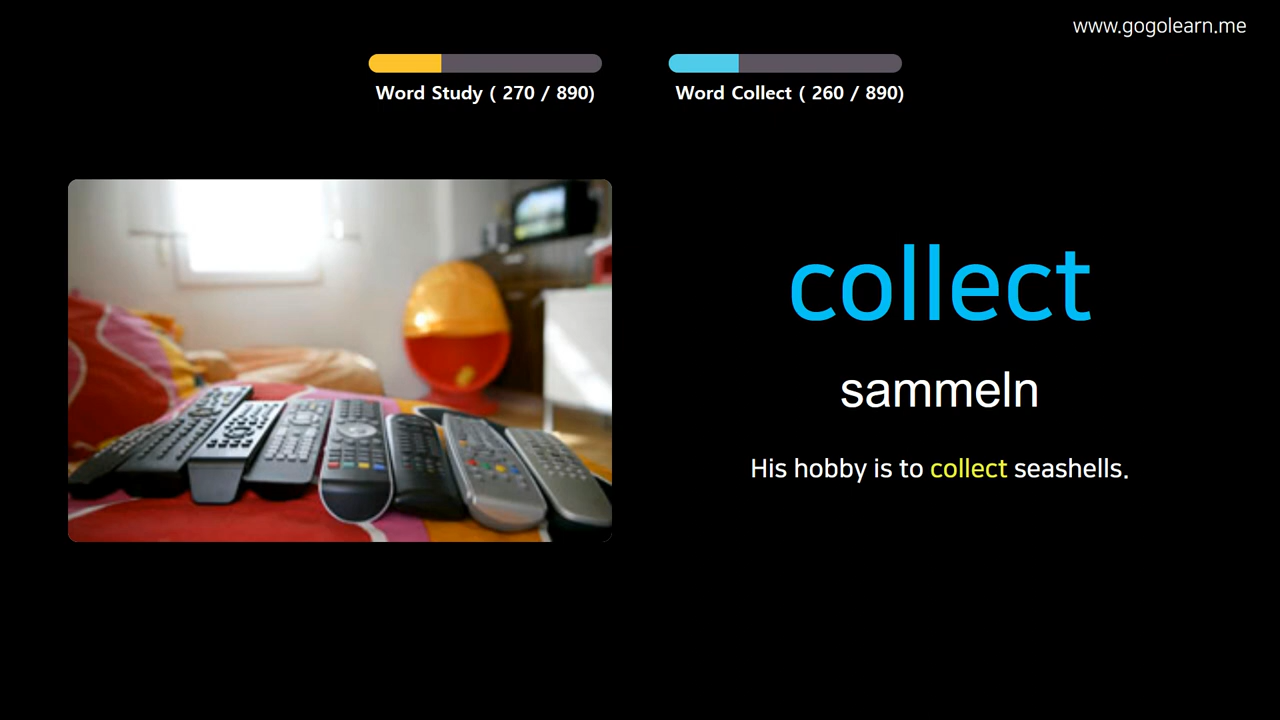 www.gogolearn.me
Word Study ( 270 / 890)
Word Collect ( 260 / 890)
collect
sammeln
His hobby is to collect seashells.